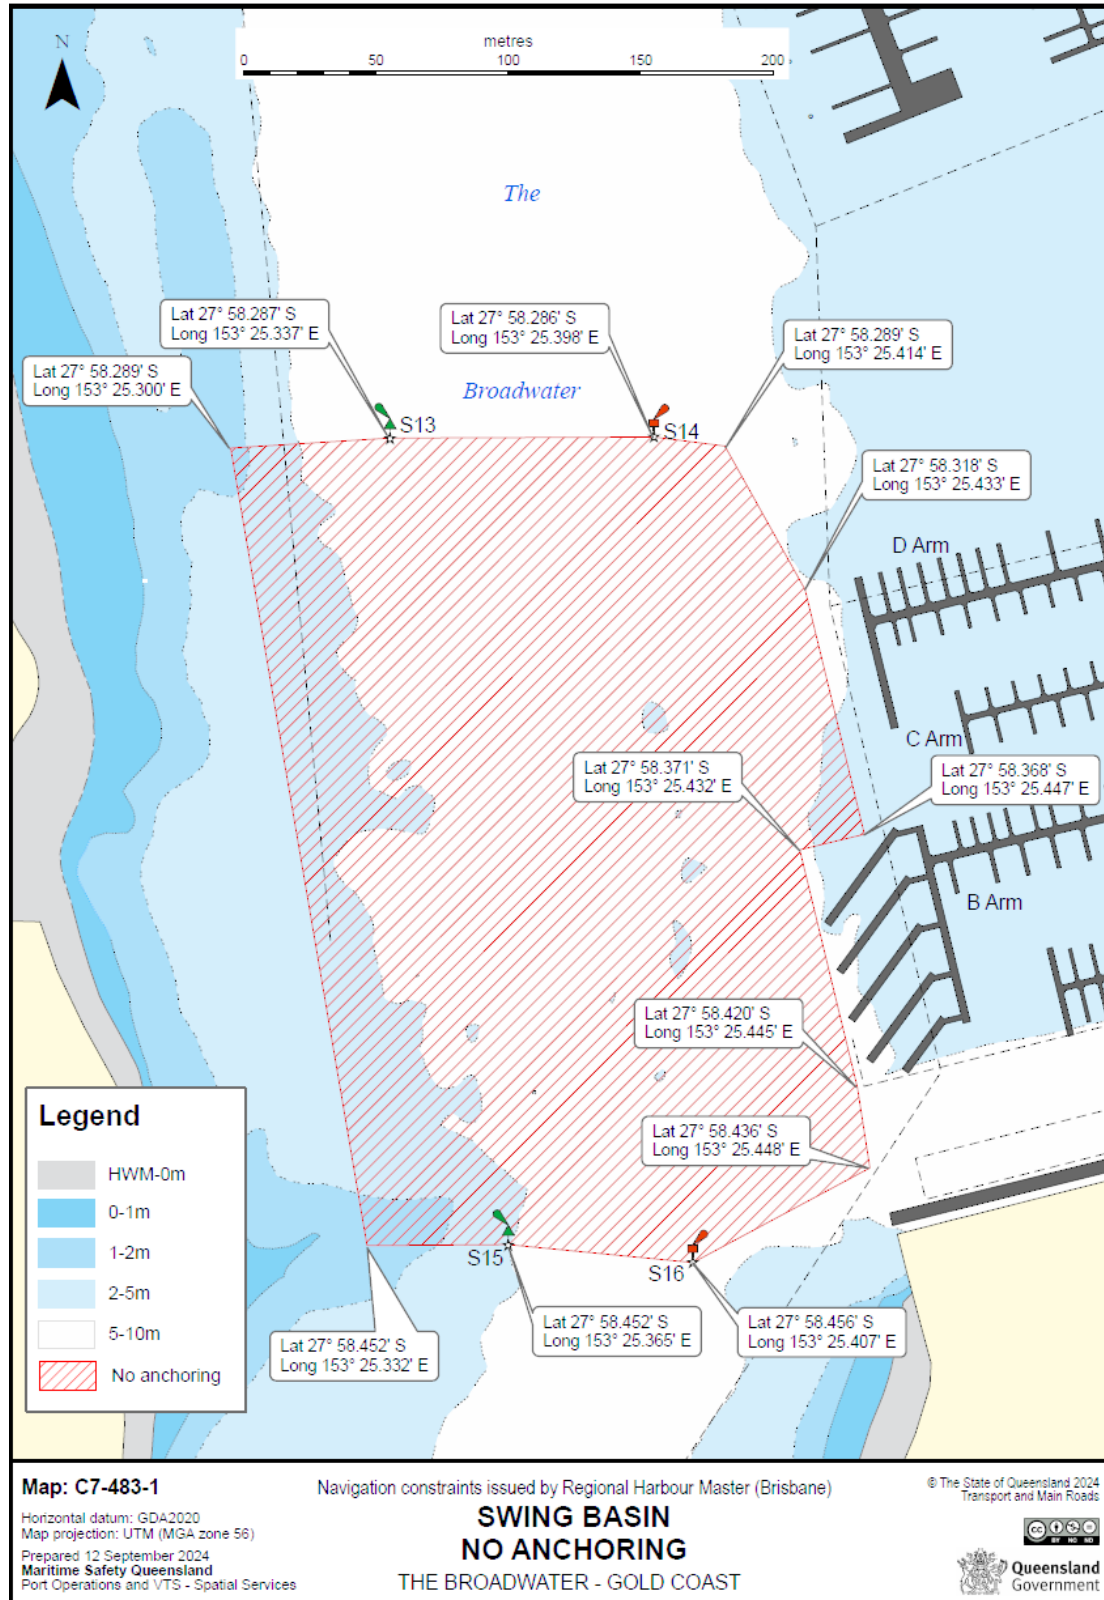 N
metres
0 50 100 150 200
The
Lat 27° 58.287' S
Long 153° 25.337' E
Lat 27° 58.286' S
Long 153° 25.398' E
Lat 27° 58.289' S
Long 153° 25.414' E
Lat 27° 58.289' S
Long 153° 25.300' E
Broadwater
S13
S14
Lat 27° 58.318' S
Long 153° 25.433' E
D Arm
C Arm
Lat 27° 58.371' S
Long 153° 25.432' E
Lat 27° 58.368' S
Long 153° 25.447' E
B Arm
Lat 27° 58.420' S
Long 153° 25.445' E
Lat 27° 58.436' S
Long 153° 25.448' E
Legend
HWM-0m
0-1m
1-2m
2-5m
5-10m
No anchoring
S15
S16
Lat 27° 58.452' S
Long 153° 25.332' E
Lat 27° 58.452' S
Long 153° 25.365' E
Lat 27° 58.456' S
Long 153° 25.407' E
Map: C7-483-1
Horizontal datum: GDA2020
Map projection: UTM (MGA zone 56)
Prepared 12 September 2024
Maritime Safety Queensland
Port Operations and VTS - Spatial Services
Navigation constraints issued by Regional Harbour Master (Brisbane)
SWING BASIN
NO ANCHORING
THE BROADWATER - GOLD COAST
© The State of Queensland 2024
Transport and Main Roads
cc
BY NC ND
Queensland
Government